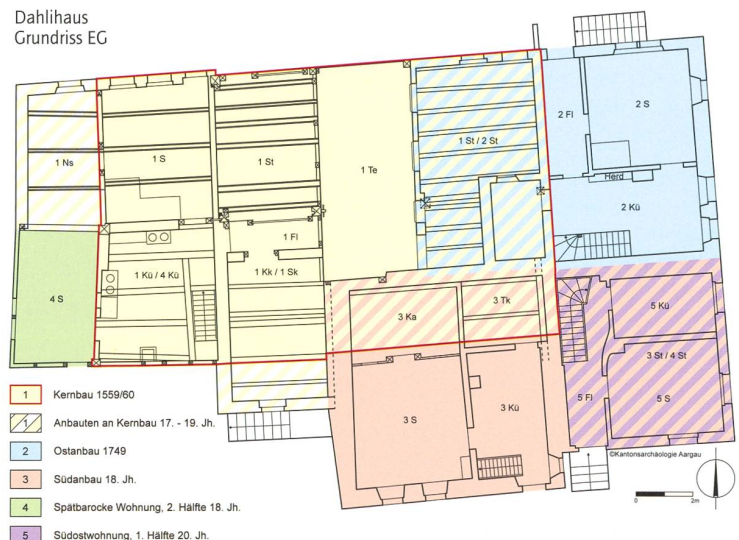 Dahlihaus
Grundriss EG
1 Ns
1 S
1 St
1 Te
1 St / 2 St
2 Fl
2 S
Herd
2 Kü
1 Fl
1 Kü / 4 Kü
1 Kk / 1 Sk
4 S
3 Ka
3 Tk
5 Kü
3 St / 4 St
5 S
5 Fl
3 S
3 Kü
1 Kernbau 1559/60
1 Anbauten an Kernbau 17. - 19. Jh.
2 Ostanbau 1749
3 Südanbau 18. Jh.
4 Spätbarocke Wohnung, 2. Hälfte 18. Jh.
5 Südostwohnung, 1. Hälfte 20. Jh.
©Kantonsarchäologie Aargau
0 2m